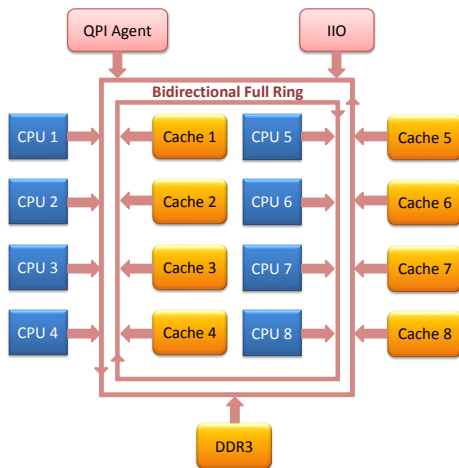 QPI Agent
IIO
Bidirectional Full Ring
CPU 1
Cache 1
CPU 5
Cache 5
CPU 2
Cache 2
CPU 6
Cache 6
CPU 3
Cache 3
CPU 7
Cache 7
CPU 4
Cache 4
CPU 8
Cache 8
DDR3